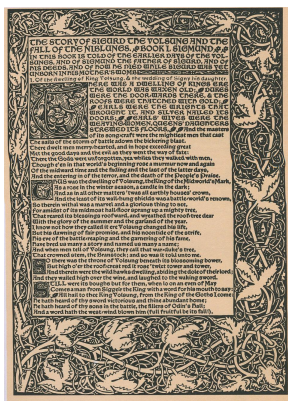 THE STORY OF SIGURD THE VOLSUNG AND THE
FALL OF THE NIBLUNGS. BOOK I. SIGMUND
IN THIS BOOK IS TOLD OF THE EARLIER DAYS OF THE VOL-
SUNGS, AND OF SIGMUND THE FATHER OF SIGURD, AND OF
HIS DEEDS, AND OF HOW HE DIED WHILE SIGURD WAS YET
UNBORN IN HIS MOTHER'S WOMB
I. Of the dwelling of King Volsung, & the wedding of Signy his daughter.
THERE WAS A DWELLING OF KINGS ERE
THE WORLD WAS WAXEN OLD; DUKES
WERE THE DOORWARDS THERE, & THE
ROOFS WERE THATCHED WITH GOLD;
EARLS WERE THE WRIGHTS THAT
WROUGHT IT, AND SILVER NAILED ITS
DOORS; EARLS' WIVES WERE THE
WEAVING-WOMEN, QUEENS' DAUGHTERS
STREWED ITS FLOORS, And the masters
of its song-craft were the mightiest men that cast
The sails of the storm of battle adown the bickering blast.
There dwelt men merry-hearted, and in hope exceeding great
Met the good days and the evil as they went the way of fate:
There the Gods were unforgotten, yea whiles they walked with men,
Though e'en in that world's beginning rose a murmur now and again
Of the midward time and the fading and the last of the latter days,
And the entering in of the terror, and the death of the People's Praise.
THUS was the dwelling of Volsung, the King of the Midworld's Mark,
As a rose in the winter season, a candle in the dark;
And as in all other matters 'twas all earthly houses' crown,
And the least of its wall-hung shields was a battle-world's renown,
So therein withal was a marvel and a glorious thing to see,
For amidst of its midmost hall-floor sprang up a mighty tree,
That reared its blessings roofward, and wreathed the roof-tree dear
With the glory of the summer and the garland of the year.
I know not how they called it ere Volsung changed his life,
But his dawning of fair promise, and his noontide of the strife,
His eve of the battle-reaping and the garnering of his fame,
Have bred us many a story and named us many a name;
And when men tell of Volsung, they call that war-duke's tree,
That crowned stem, the Branstock; and so was it told unto me.
SO there was the throne of Volsung beneath its blossoming bower,
But high o'er the roof-crest red it rose 'twixt tower and tower,
And therein were the wild hawks dwelling, abiding the dole of their lord;
And they wailed high over the wine, and laughed to the waking sword.
STILL were its boughs but for them, when lo on an even of May
Comes a man from Siggeir the King with a word for his mouth to say:
"All hail to thee King Volsung, from the King of the Goths I come:
He hath heard of thy sword victorious and thine abundant home;
He hath heard of thy sons in the battle, the fillers of Odin's Hall;
And a word hath the west-wind blown him (full fruitful be its fall),